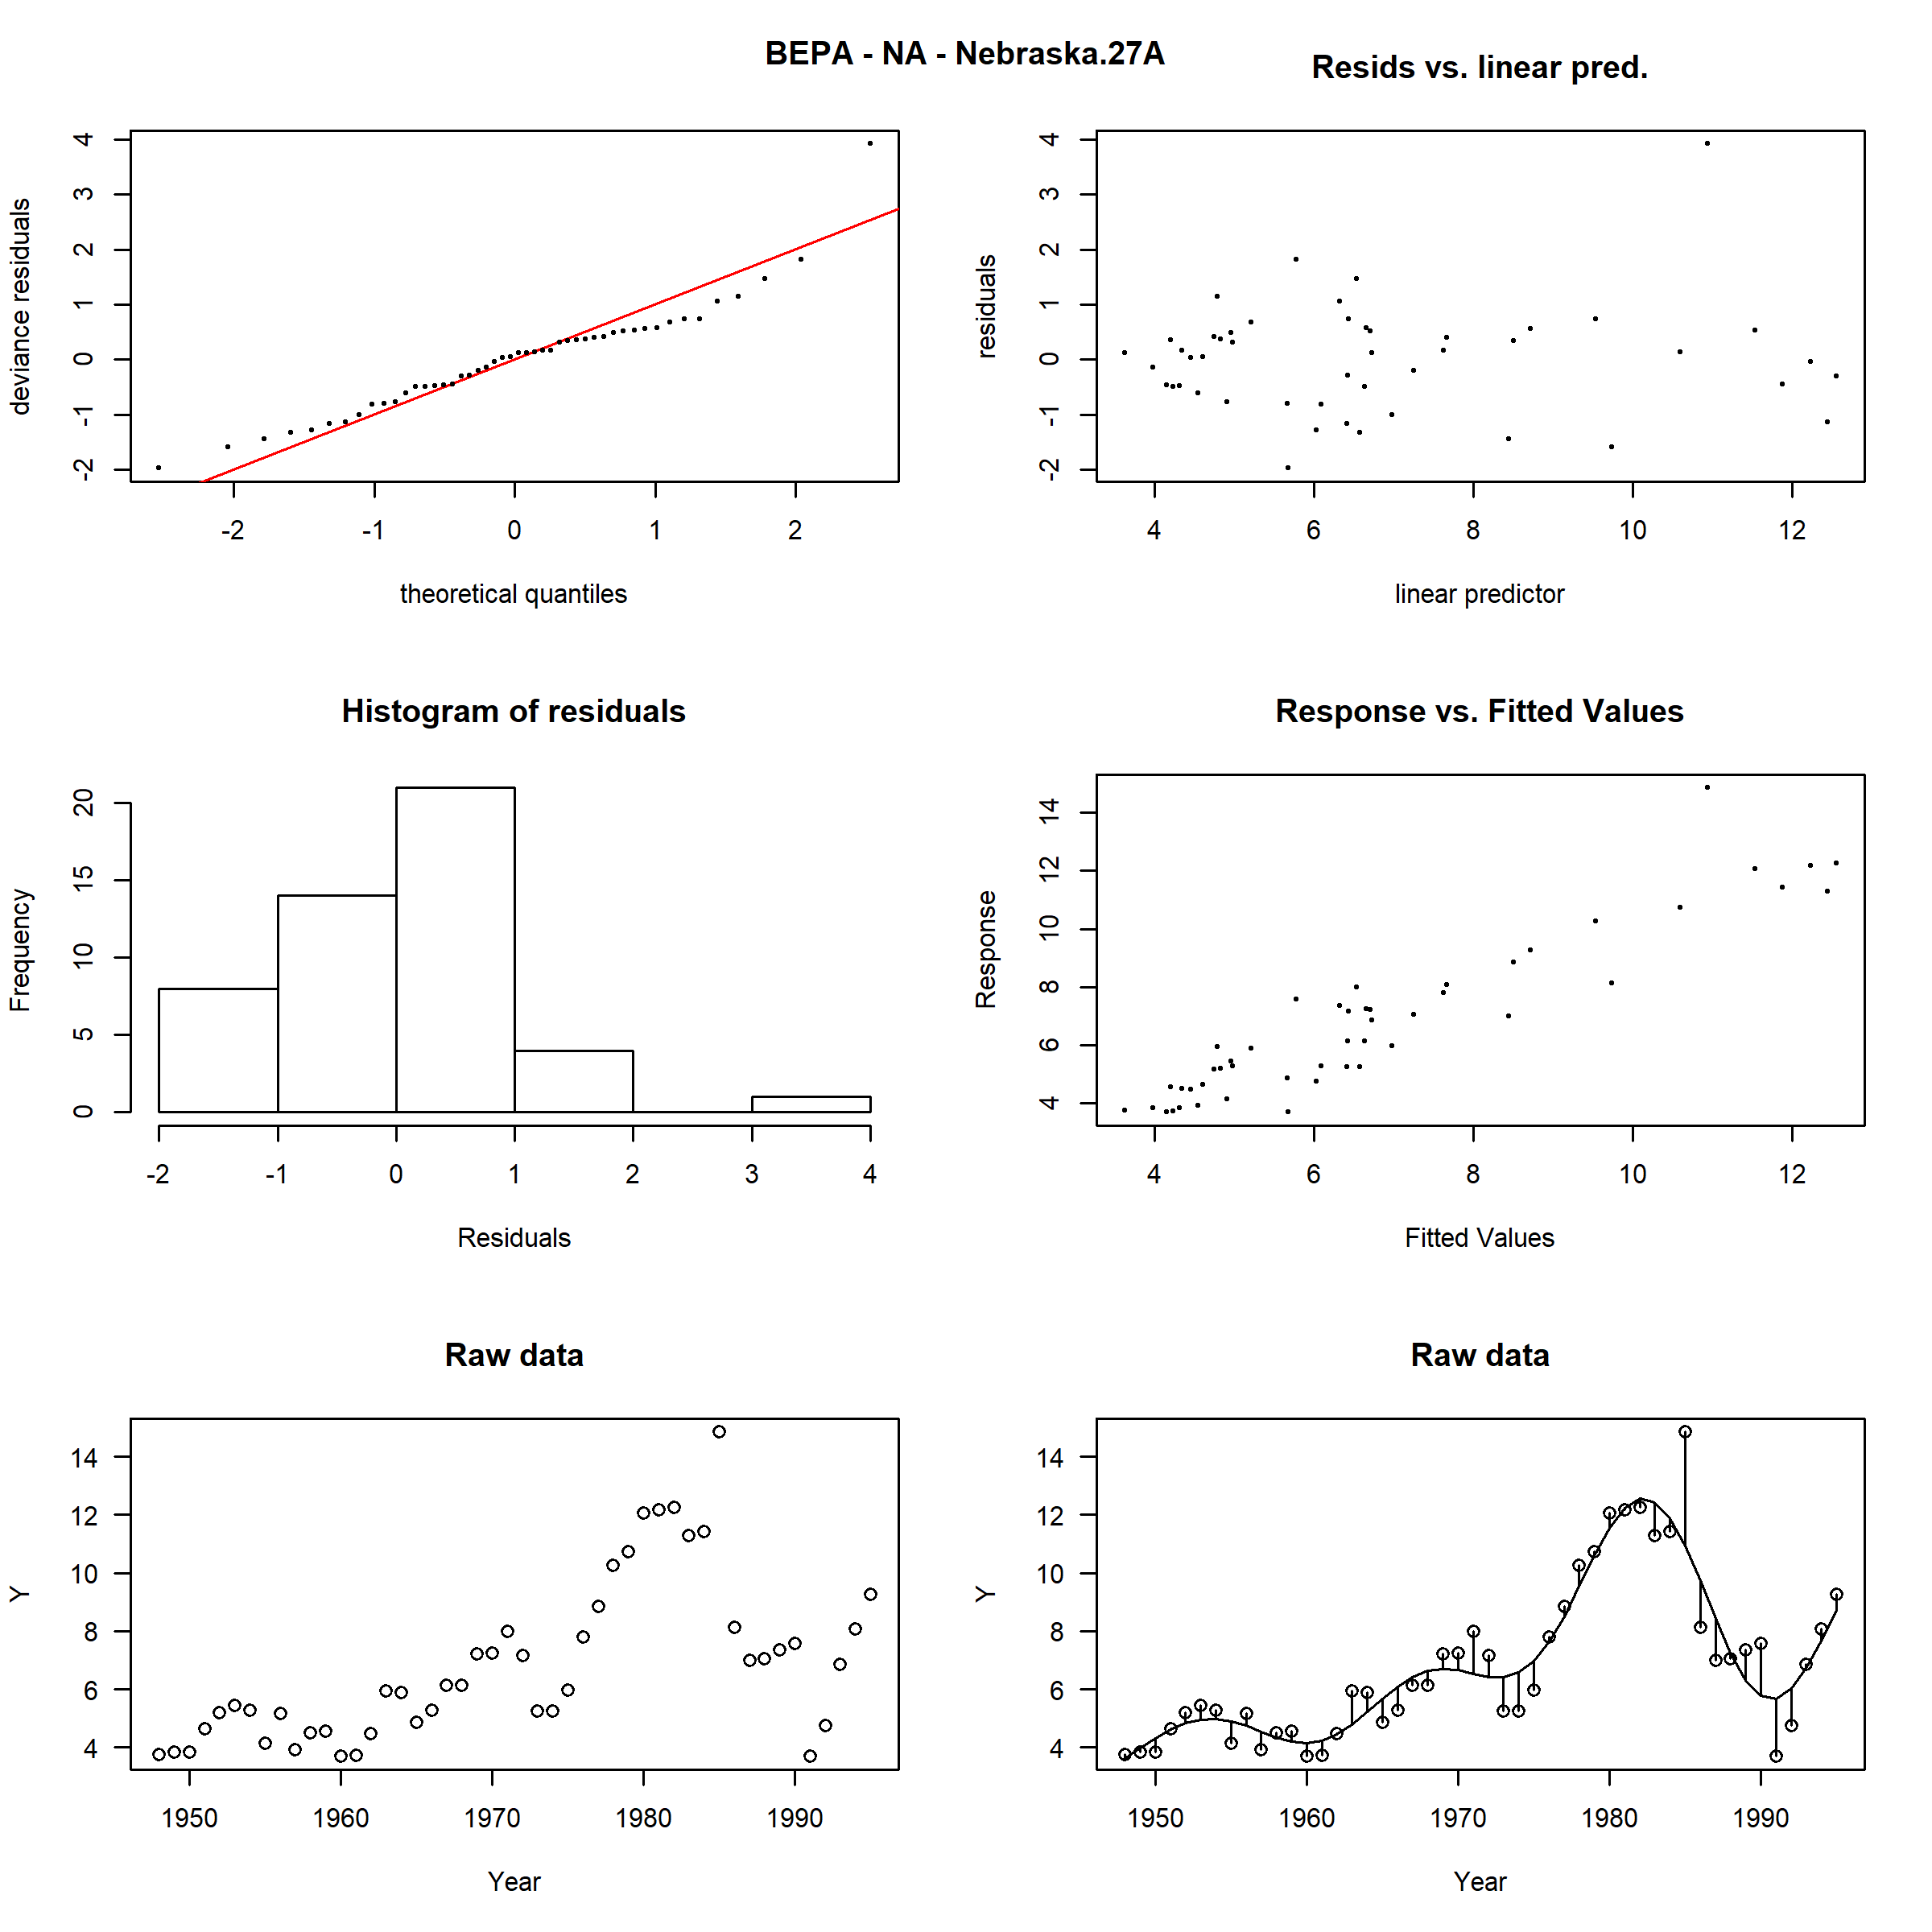 BEPA - NA - Nebraska.27A
Resids vs. linear pred.
deviance residuals
-2 -1 0 1 2 3 4
-2 -1 0 1 2
theoretical quantiles
residuals
-2 -1 0 1 2 3 4
4 6 8 10 12
linear predictor
Histogram of residuals
Frequency
0 5 10 15 20
-2 -1 0 1 2 3 4
Residuals
Response vs. Fitted Values
Response
4 6 8 10 12 14
4 6 8 10 12
Fitted Values
Raw data
Y
14
12
10
8
6
4
1950 1960 1970 1980 1990
Year
Raw data
Y
14
12
10
8
6
4
1950 1960 1970 1980 1990
Year